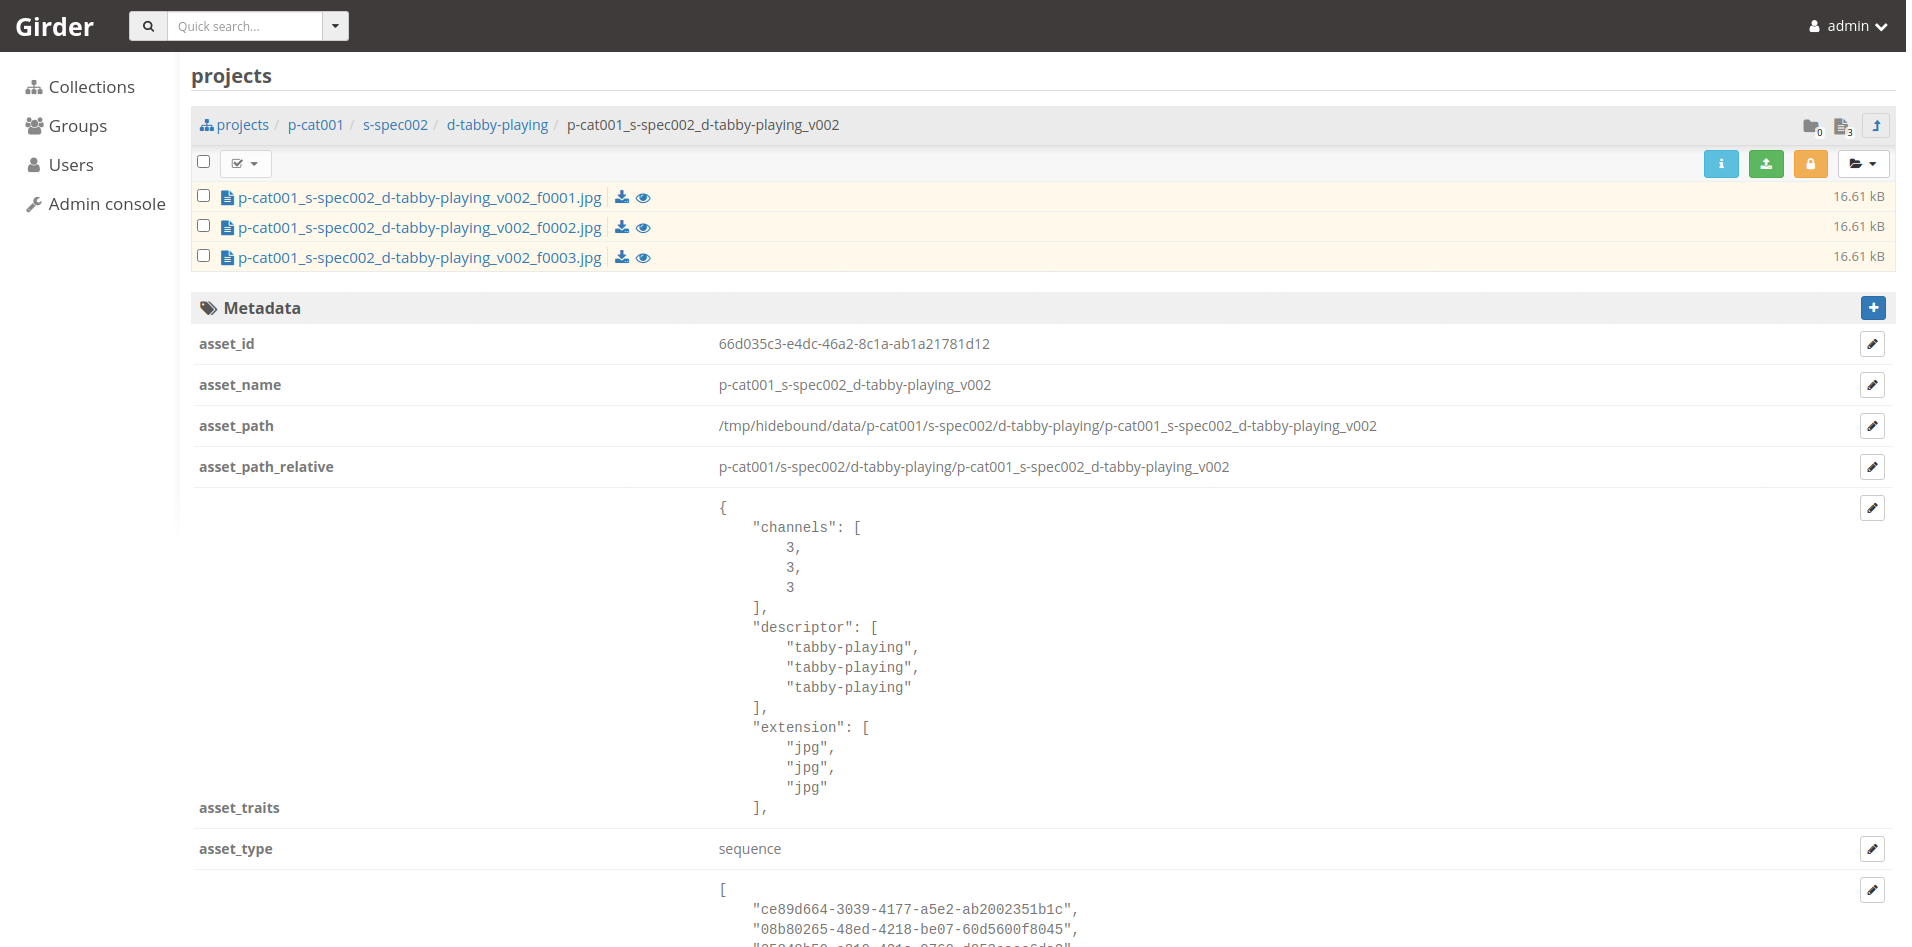 Girder
Quick search...
admin
Collections
Groups
Users
Admin console
projects
projects / p-cat001 / s-spec002 / d-tabby-playing / p-cat001_s-spec002_d-tabby-playing_v002
0
3
p-cat001_s-spec002_d-tabby-playing_v002_f0001.jpg 16.61 kB
p-cat001_s-spec002_d-tabby-playing_v002_f0002.jpg 16.61 kB
p-cat001_s-spec002_d-tabby-playing_v002_f0003.jpg 16.61 kB
Metadata
asset_id 66d035c3-e4dc-46a2-8c1a-ab1a21781d12
asset_name p-cat001_s-spec002_d-tabby-playing_v002
asset_path /tmp/hidebound/data/p-cat001/s-spec002/d-tabby-playing/p-cat001_s-spec002_d-tabby-playing_v002
asset_path_relative p-cat001/s-spec002/d-tabby-playing/p-cat001_s-spec002_d-tabby-playing_v002
{
"channels": [
3,
3,
3
],
"descriptor": [
"tabby-playing",
"tabby-playing",
"tabby-playing"
],
"extension": [
"jpg",
"jpg",
"jpg"
asset_traits ],
asset_type sequence
[
"ce89d664-3039-4177-a5e2-ab2002351b1c",
"08b80265-48ed-4218-be07-60d5600f8045",